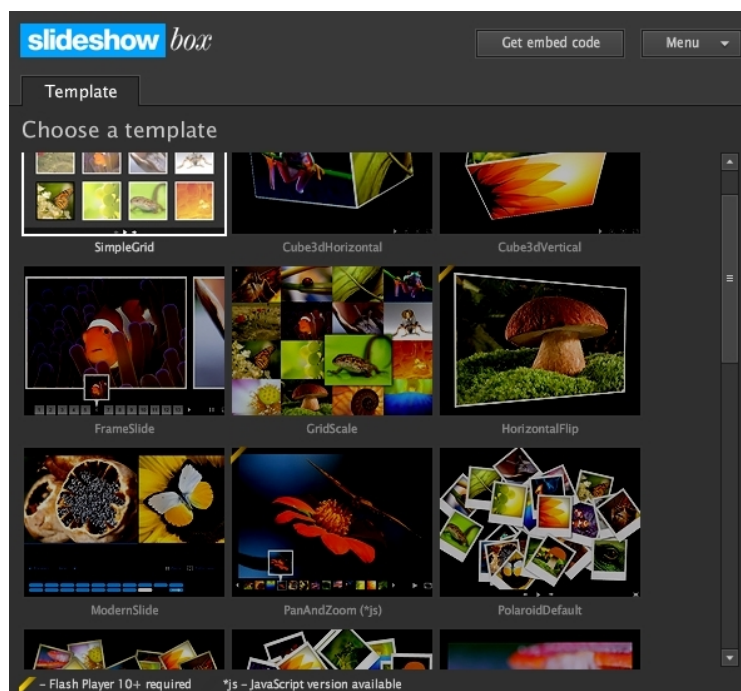 slideshow box
Get embed code
Menu
Template
Choose a template
SimpleGrid
Cube3dHorizontal
Cube3dVertical
FrameSlide
GridScale
HorizontalFlip
ModernSlide
PanAndZoom (*js)
PolaroidDefault
– Flash Player 10+ required
*js – JavaScript version available